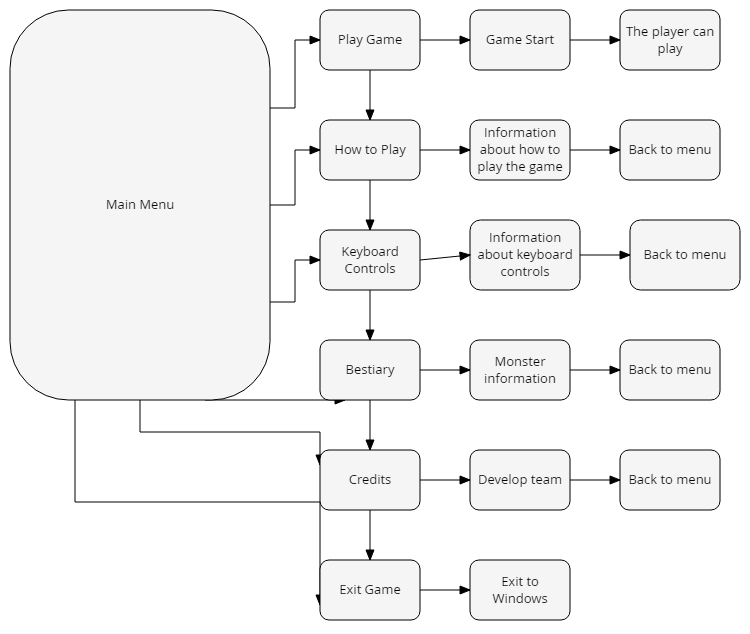 Main Menu
Play Game
Game Start
The player can
play
How to Play
Information
about how to
play the game
Back to menu
Keyboard
Controls
Information
about keyboard
controls
Back to menu
Bestiary
Monster
information
Back to menu
Credits
Develop team
Back to menu
Exit Game
Exit to
Windows